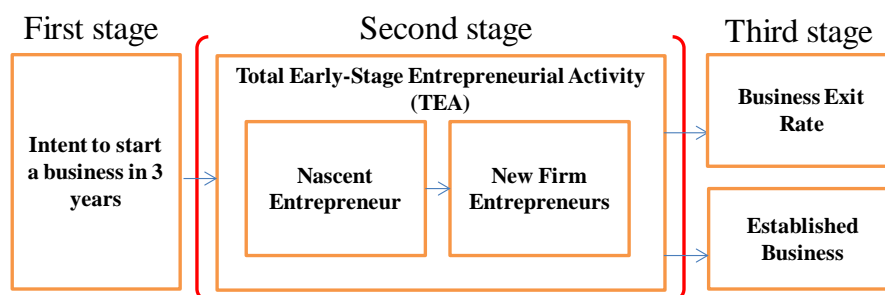 First stage
Second stage
Third stage
Intent to start
a business in 3
years
Total Early-Stage Entrepreneurial Activity
(TEA)
Nascent
Entrepreneur
New Firm
Entrepreneurs
Business Exit
Rate
Established
Business